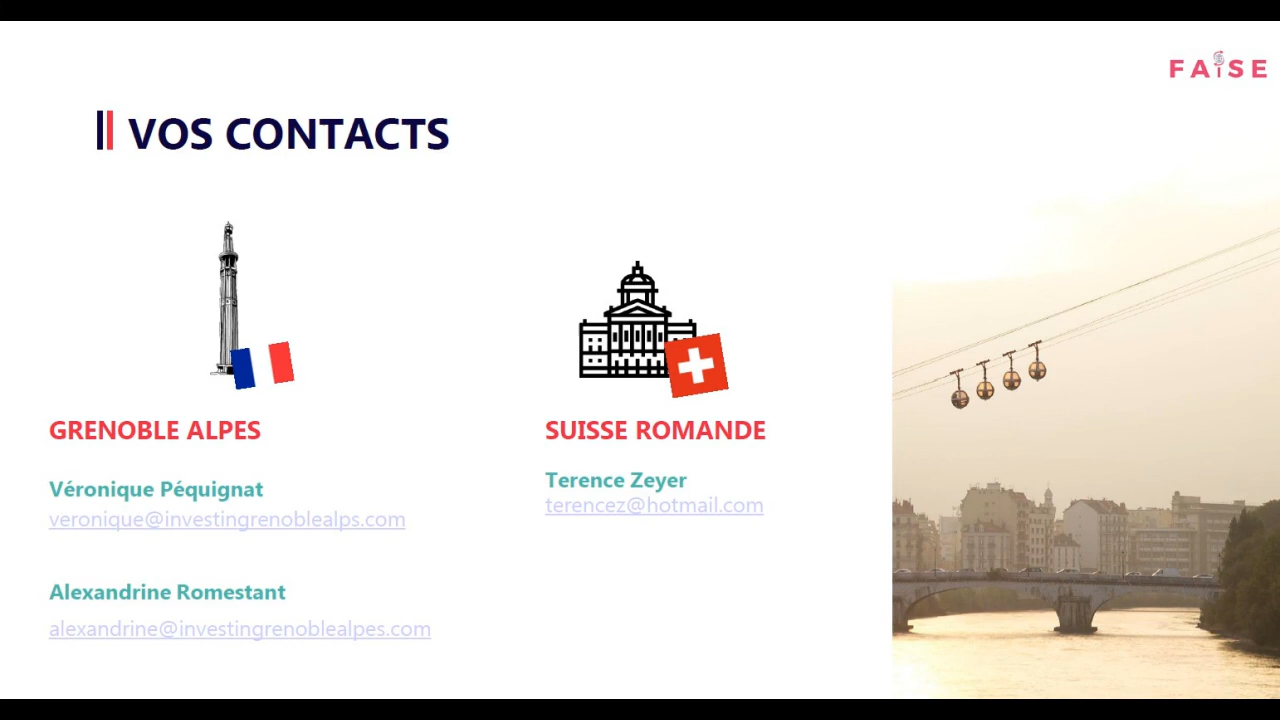 FAiSE
VOS CONTACTS
GRENOBLE ALPES
Véronique Péquignat
veronique@investingrenoblealps.com
Alexandrine Romestant
alexandrine@investingrenoblealpes.com
SUISSE ROMANDE
Terence Zeyer
terencez@hotmail.com